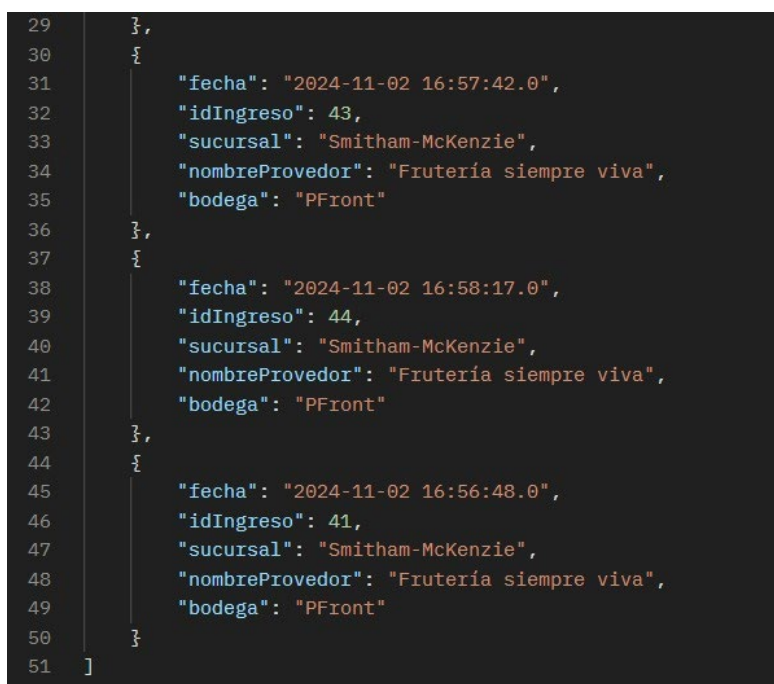 29 },
30 {
31 "fecha": "2024-11-02 16:57:42.0",
32 "idIngreso": 43,
33 "sucursal": "Smitham-McKenzie",
34 "nombreProvedor": "Frutería siempre viva",
35 "bodega": "PFront"
36 },
37 {
38 "fecha": "2024-11-02 16:58:17.0",
39 "idIngreso": 44,
40 "sucursal": "Smitham-McKenzie",
41 "nombreProvedor": "Frutería siempre viva",
42 "bodega": "PFront"
43 },
44 {
45 "fecha": "2024-11-02 16:56:48.0",
46 "idIngreso": 41,
47 "sucursal": "Smitham-McKenzie",
48 "nombreProvedor": "Frutería siempre viva",
49 "bodega": "PFront"
50 }
51 ]